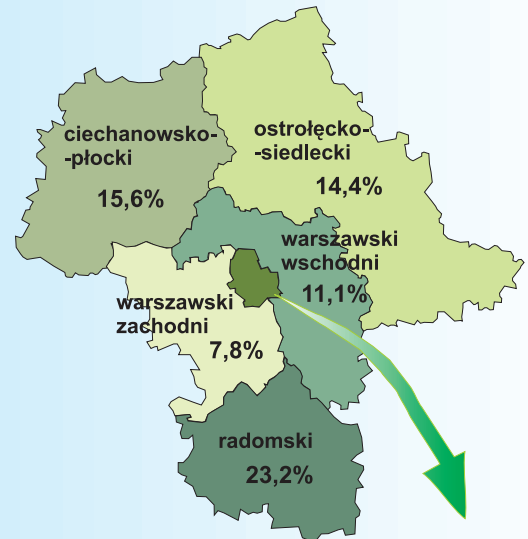 ciechanowsko-
-płocki
15,6%
ostrołęcko-
-siedlecki
14,4%
warszawski
wschodni
11,1%
warszawski
zachodni
7,8%
radomski
23,2%